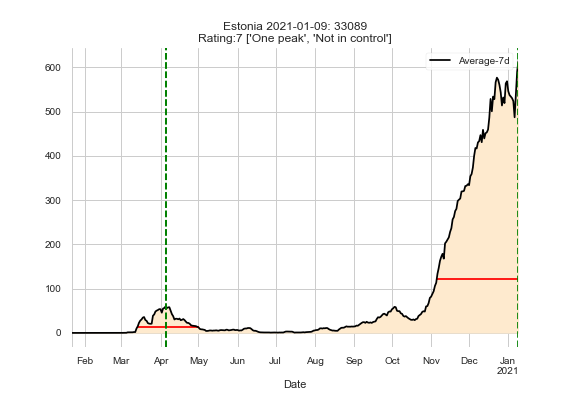 Estonia 2021-01-09: 33089
Rating:7 ['One peak', 'Not in control']
Average-7d
600
500
400
300
200
100
0
Feb Mar Apr May Jun Jul Aug Sep Oct Nov Dec Jan
2021
Date